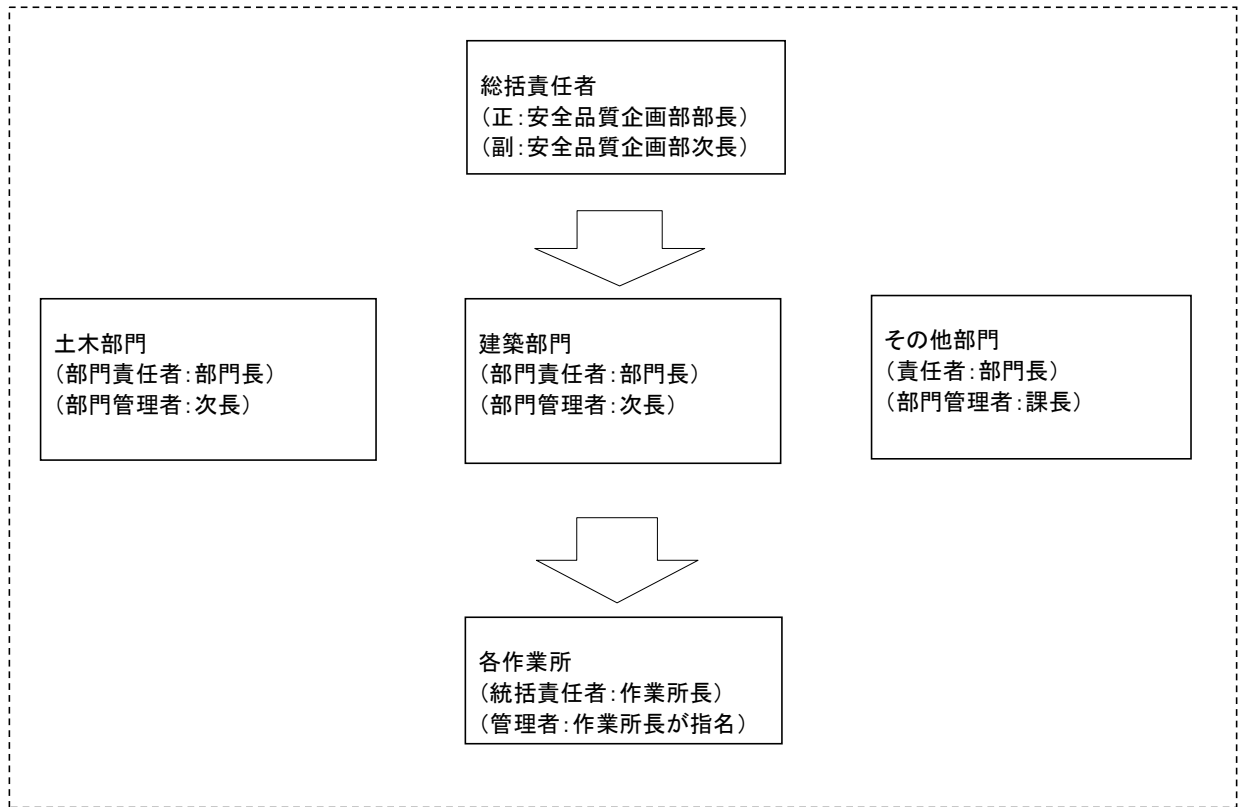 総括責任者
（正：安全品質企画部部長）
（副：安全品質企画部次長）
土木部門
（部門責任者：部門長）
（部門管理者：次長）
建築部門
（部門責任者：部門長）
（部門管理者：次長）
その他部門
（責任者：部門長）
（部門管理者：課長）
各作業所
（統括責任者：作業所長）
（管理者：作業所長が指名）